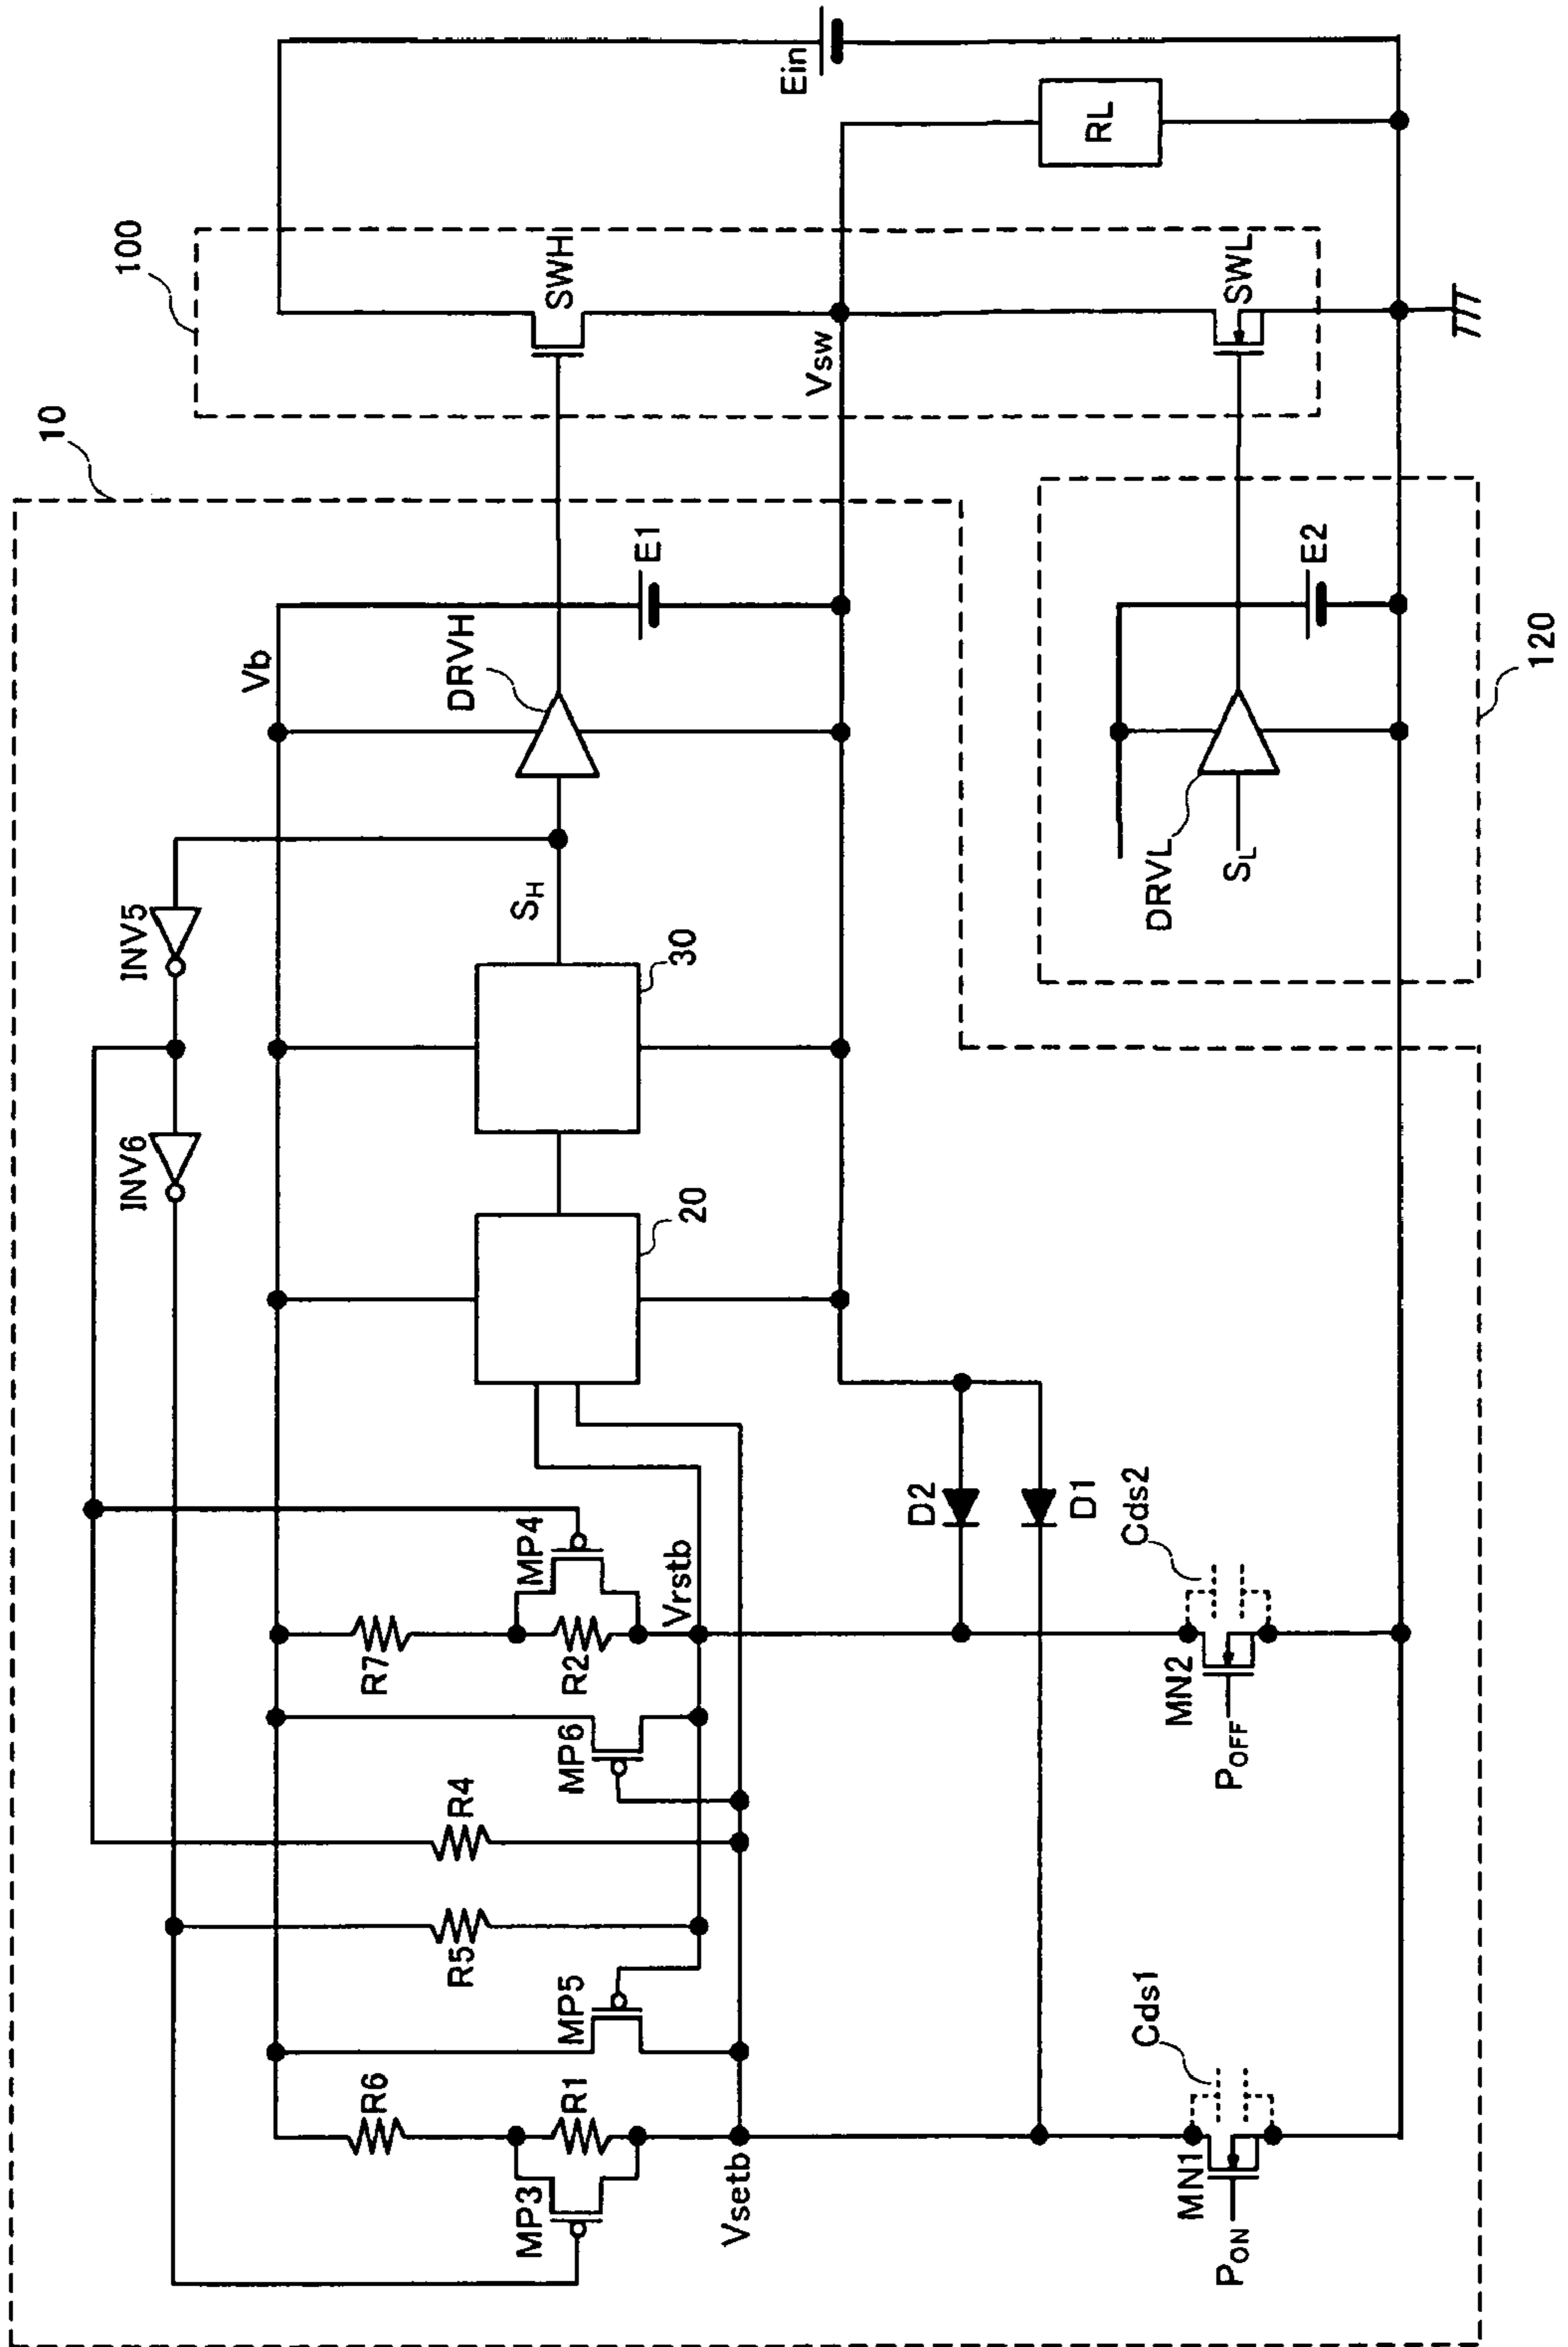 10
100
INV6
INV5
Vb
DRVH
E1
SWH
Ein
R6
R1
MP3
MP5
R5
R4
MP6
R7
R2
MP4
Vrstb
Vsetb
20
30
SH
Vsw
RL
D2
D1
Cds1
Cds2
MN1
MN2
PON
POFF
DRVL
SL
E2
SWL
120